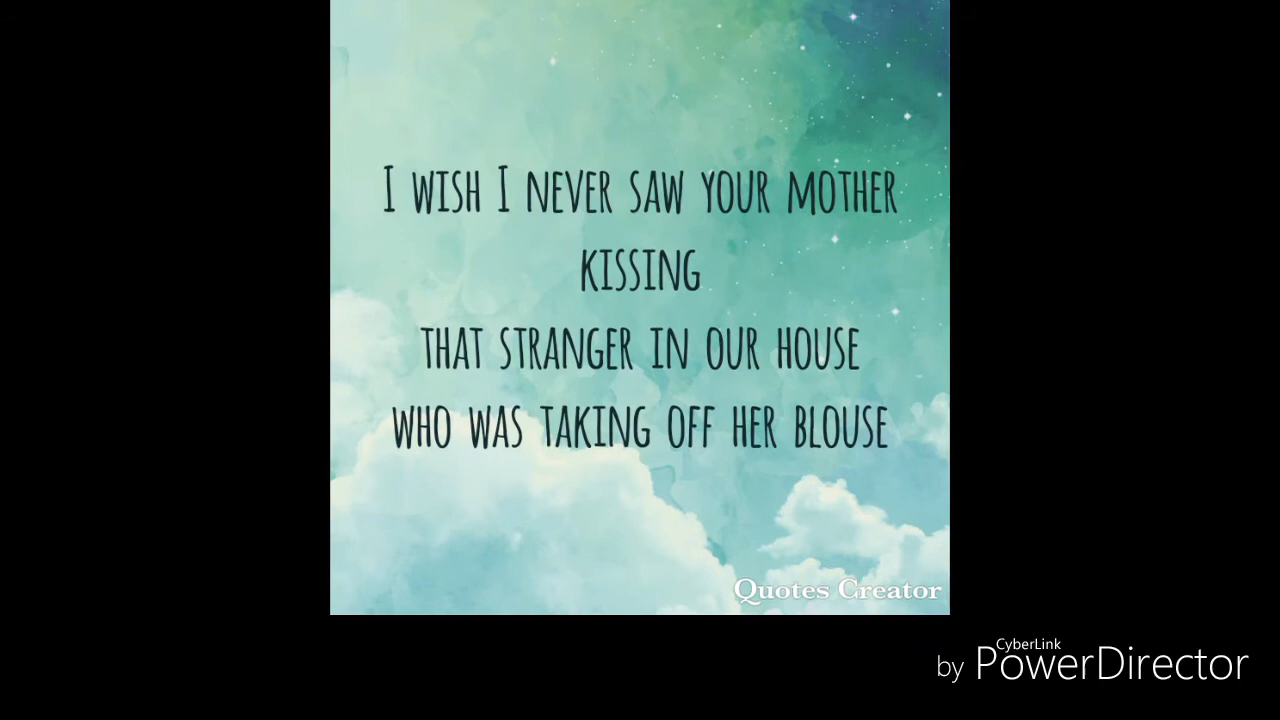 I WISH I NEVER SAW YOUR MOTHER
KISSING
THAT STRANGER IN OUR HOUSE
WHO WAS TAKING OFF HER BLOUSE
Quotes Creator
CyberLink
by PowerDirector